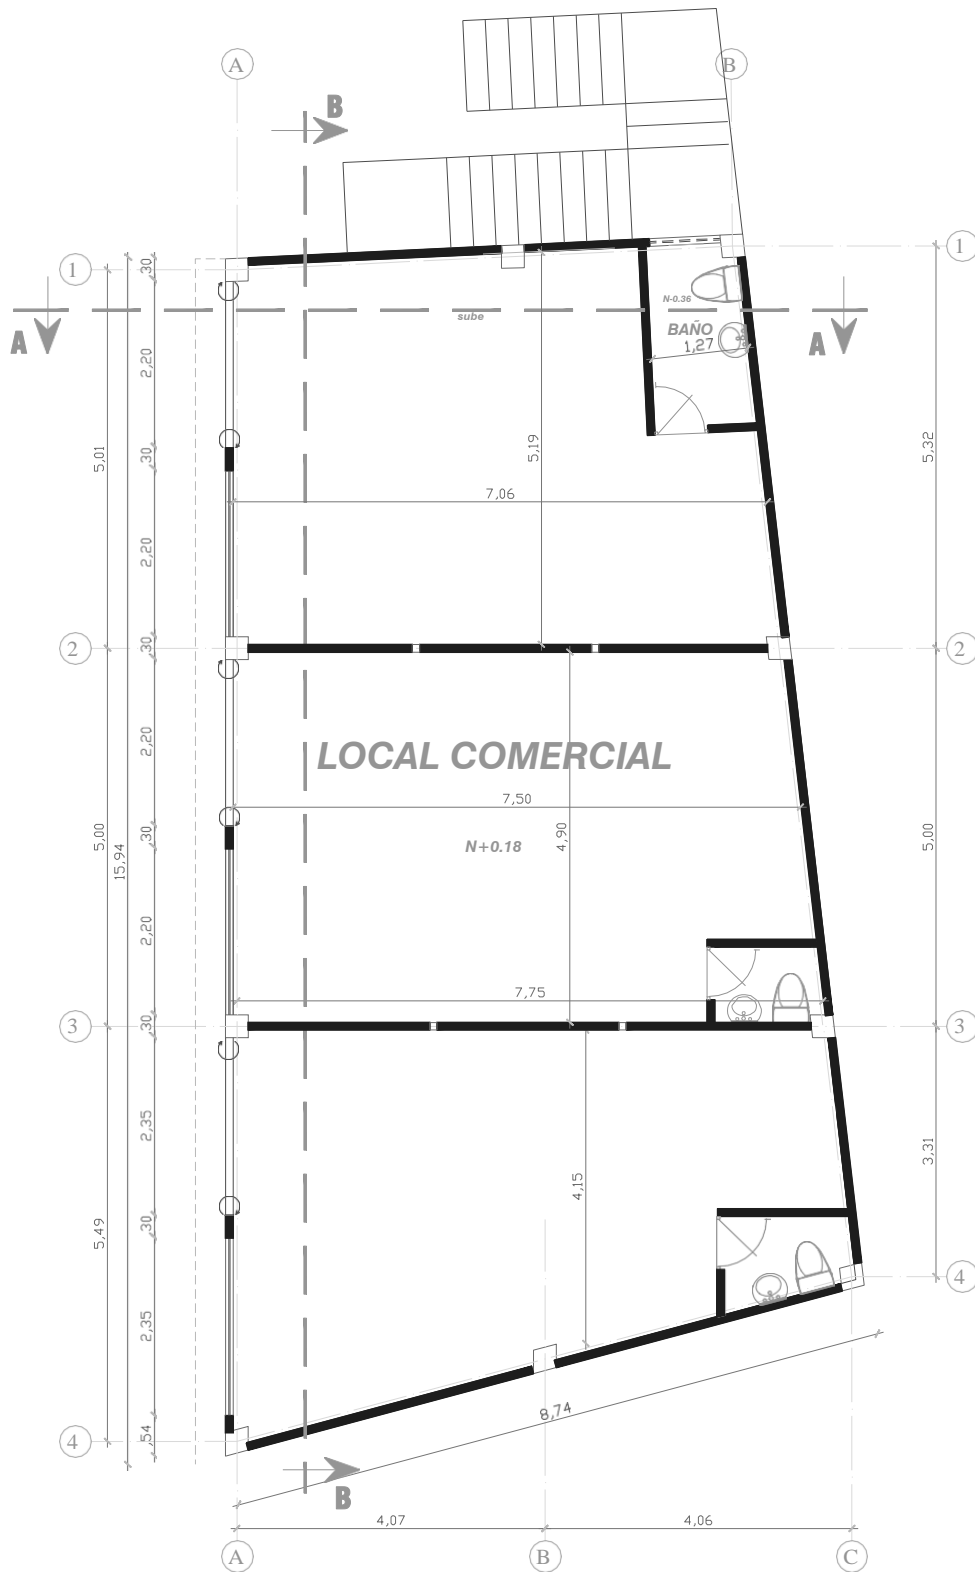 A
B
B
1
1
,30
N-0.36
sube
BAÑO
1,27
A
A
2,20
5,01
,30
5,19
5,32
7,06
2,20
,30
2
2
2,20
LOCAL COMERCIAL
7,50
,30
5,00
4,90
5,00
N+0.18
15,94
2,20
7,75
,30
3
3
2,35
3,31
4,15
,30
5,49
4
2,35
8,74
,54
4
B
4,07
4,06
A
B
C